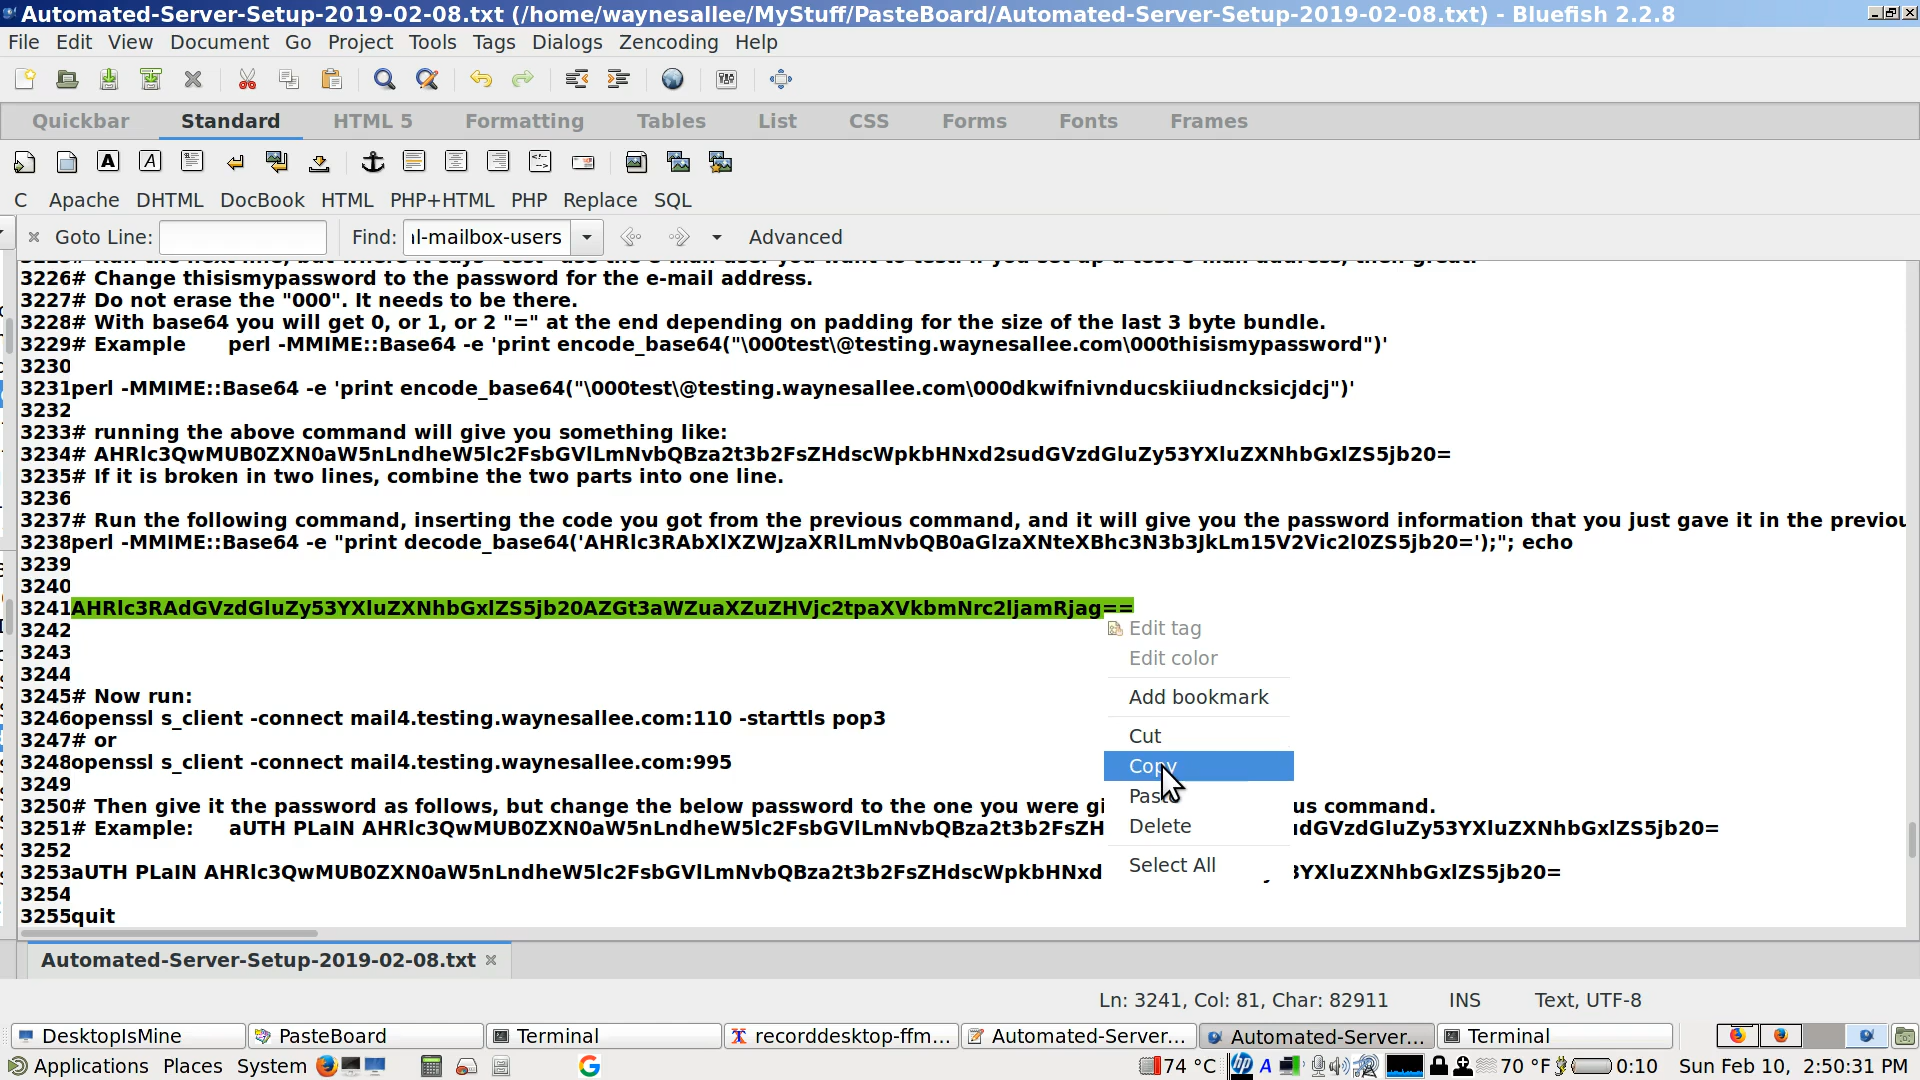 Automated-Server-Setup-2019-02-08.txt (/home/waynesallee/MyStuff/PasteBoard/Automated-Server-Setup-2019-02-08.txt) - Bluefish 2.2.8
File Edit View Document Go Project Tools Tags Dialogs Zencoding Help
Quickbar Standard HTML 5 Formatting Tables List CSS Forms Fonts Frames
C Apache DHTML DocBook HTML PHP+HTML PHP Replace SQL
Goto Line: Find: al-mailbox-users Advanced
3226# Change thisismypassword to the password for the e-mail address.
3227# Do not erase the "000". It needs to be there.
3228# With base64 you will get 0, or 1, or 2 "=" at the end depending on padding for the size of the last 3 byte bundle.
3229# Example perl -MMIME::Base64 -e 'print encode_base64("\000test\@testing.waynesallee.com\000thisismypassword")'
3230
3231perl -MMIME::Base64 -e 'print encode_base64("\000test\@testing.waynesallee.com\000dkwifnivnducskiiudncksicjdcj")'
3232
3233# running the above command will give you something like:
3234# AHRlc3QwMUB0ZXN0aW5nLndheW5lc2FsbGVlLmNvbQBza2t3b2FsZHdscWpkbHNxd2sudGVzdGluZy53YXluZXNhbGxlZS5jb20=
3235# If it is broken in two lines, combine the two parts into one line.
3236
3237# Run the following command, inserting the code you got from the previous command, and it will give you the password information that you just gave it in the previou
3238perl -MMIME::Base64 -e "print decode_base64('AHRlc3RAbXlXZWJzaXRlLmNvbQB0aGlzaXNteXBhc3N3b3JkLm15V2Vic2l0ZS5jb20=');"; echo
3239
3240
3241AHRlc3RAdGVzdGluZy53YXluZXNhbGxlZS5jb20AZGt3aWZuaXZuZHVjc2tpaXVkbmNrc2ljamRjag==
3242
3243
3244
3245# Now run:
3246openssl s_client -connect mail4.testing.waynesallee.com:110 -starttls pop3
3247# or
3248openssl s_client -connect mail4.testing.waynesallee.com:995
3249
3250# Then give it the password as follows, but change the below password to the one you were gi us command.
3251# Example: aUTH PLaIN AHRlc3QwMUB0ZXN0aW5nLndheW5lc2FsbGVlLmNvbQBza2t3b2FsZH udGVzdGluZy53YXluZXNhbGxlZS5jb20=
3252
3253aUTH PLaIN AHRlc3QwMUB0ZXN0aW5nLndheW5lc2FsbGVlLmNvbQBza2t3b2FsZHdscWpkbHNxd 3YXluZXNhbGxlZS5jb20=
3254
3255quit
Edit tag
Edit color
Add bookmark
Cut
Copy
Paste
Delete
Select All
Automated-Server-Setup-2019-02-08.txt
Ln: 3241, Col: 81, Char: 82911 INS Text, UTF-8
DesktopIsMine PasteBoard Terminal recorddesktop-ffm... Automated-Server... Automated-Server... Terminal
Applications Places System 74 °C 70 °F 0:10 Sun Feb 10, 2:50:31 PM